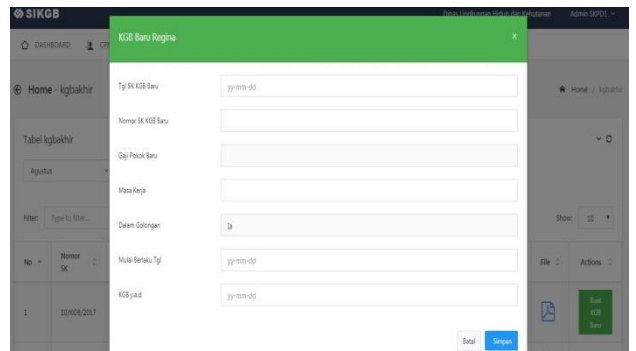 SIKGB
Dinas Lingkungan Hidup dan Kehutanan
Admin SKPD1
DASHBOARD
KGB Baru Regina
x
Home - kgbakhir
Home / kgbakhir
Tabel kgbakhir
Agustus
Filter:
Type to filter...
Show:
10
No
Nomor
SK
File
Actions
1
10/KGB/2017
Buat
KGB
Baru
Tgl SK KGB Baru
yy-mm-dd
Nomor SK KGB Baru
Gaji Pokok Baru
Masa Kerja
Dalam Golongan
Mulai Berlaku Tgl
yy-mm-dd
KGB y.a.d
yy-mm-dd
Batal
Simpan